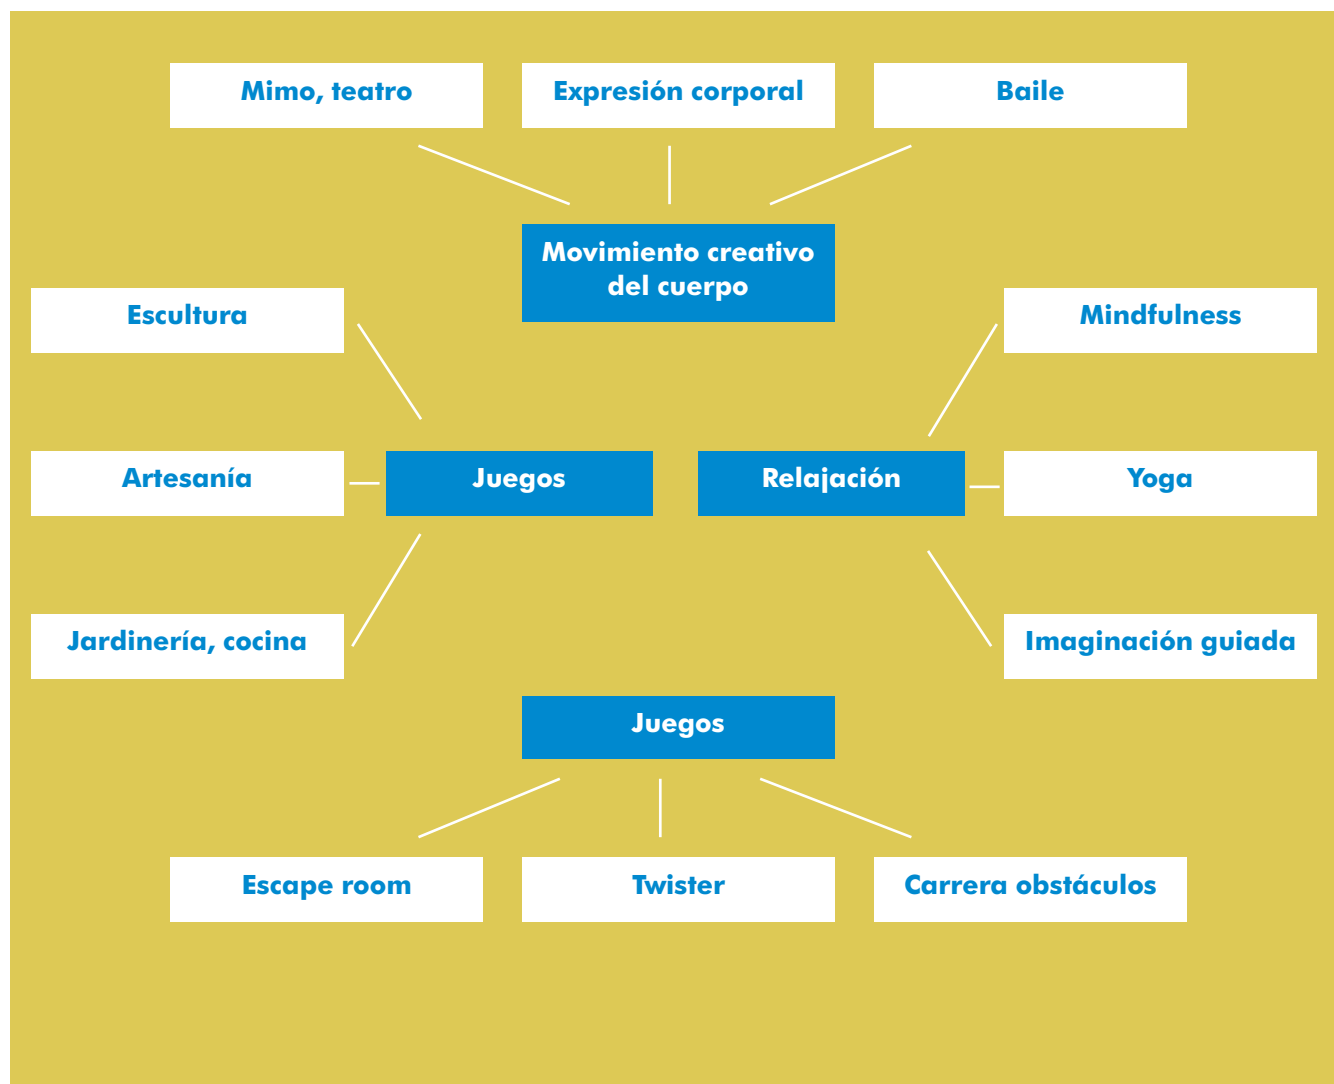 Mimo, teatro
Expresión corporal
Baile
Movimiento creativo
del cuerpo
Escultura
Mindfulness
Artesanía
Juegos
Relajación
Yoga
Jardinería, cocina
Imaginación guiada
Juegos
Escape room
Twister
Carrera obstáculos